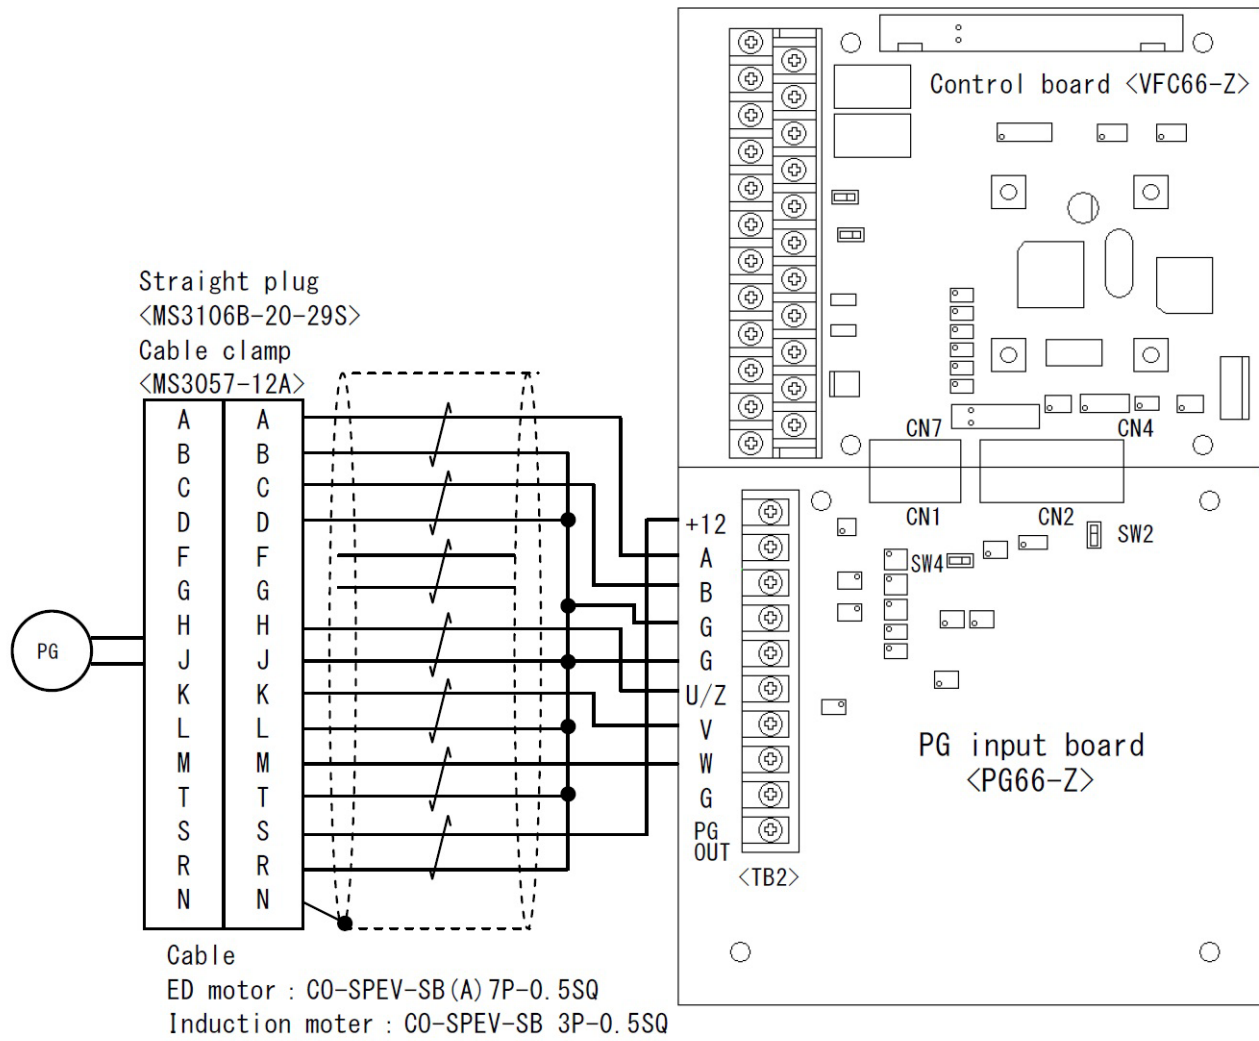 Control board <VFC66-Z>
Straight plug
<MS3106B-20-29S>
Cable clamp
<MS3057-12A>
CN7 CN4
A A
B B
C C
D D
F F
G G
H H
J J
K K
L L
M M
T T
S S
R R
N N
PG
CN1 CN2
SW2
SW4
+12
A
B
G
G
U/Z
V
W
G
PG
OUT
<TB2>
PG input board
<PG66-Z>
Cable
ED motor : CO-SPEV-SB(A)7P-0.5SQ
Induction moter : CO-SPEV-SB 3P-0.5SQ